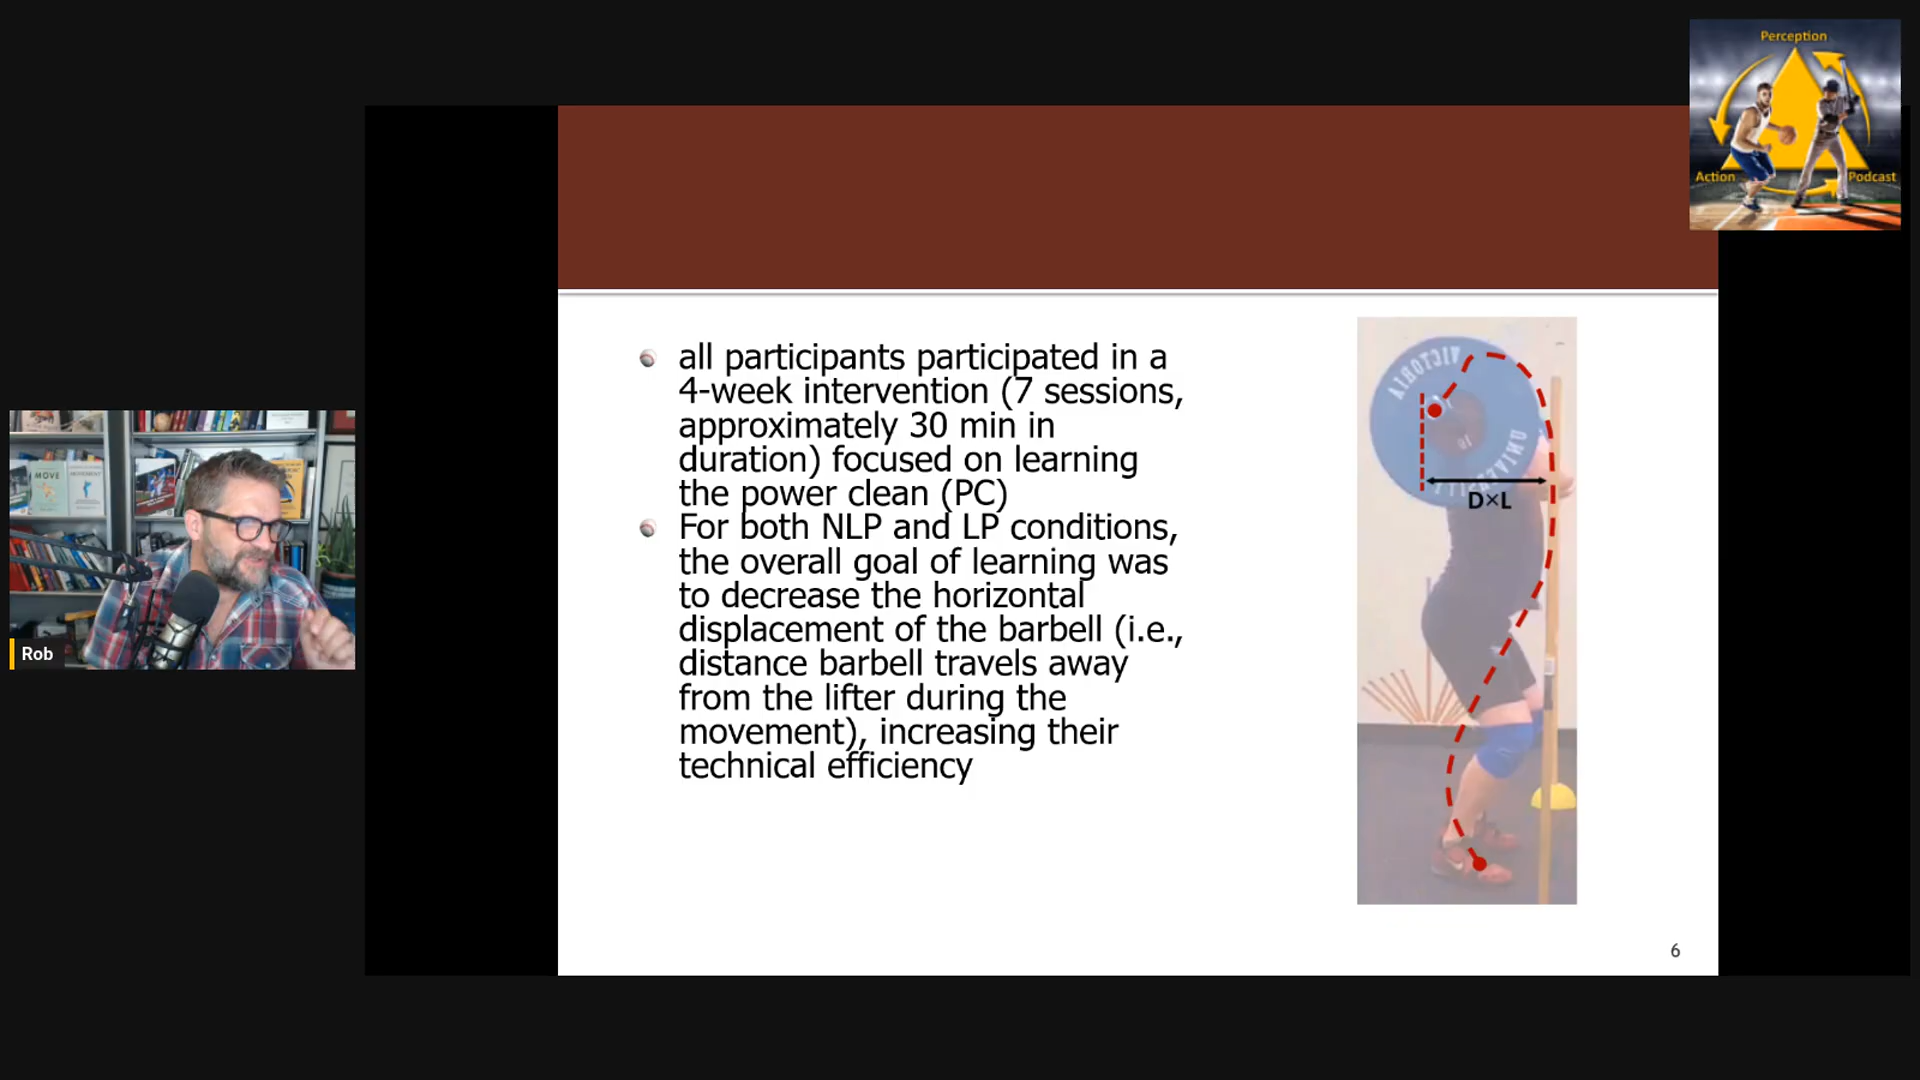 Perception
Action
Podcast
all participants participated in a
4-week intervention (7 sessions,
approximately 30 min in
duration) focused on learning
the power clean (PC)
For both NLP and LP conditions,
the overall goal of learning was
to decrease the horizontal
displacement of the barbell (i.e.,
distance barbell travels away
from the lifter during the
movement), increasing their
technical efficiency
VICTORIA
D×L
MOVE
Rob
6